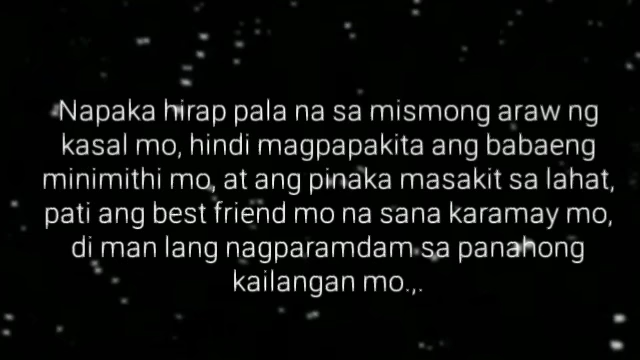 Napaka hirap pala na sa mismong araw ng
kasal mo, hindi magpapakita ang babaeng
minimithi mo, at ang pinaka masakit sa lahat,
pati ang best friend mo na sana karamay mo,
di man lang nagparamdam sa panahong
kailangan mo.,.